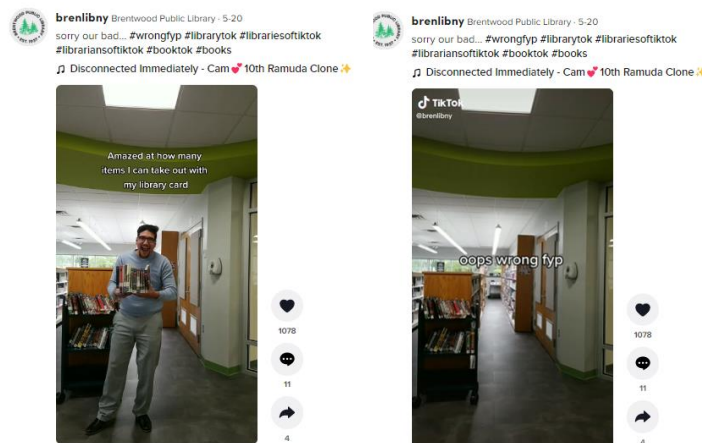 brenlibny Brentwood Public Library · 5-20
sorry our bad... #wrongfyp #librarytok #librariesoftiktok
#librariansoftiktok #booktok #books
♫ Disconnected Immediately - Cam💕10th Ramuda Clone✨
Amazed at how many
items I can take out with
my library card
1078
11
4
brenlibny Brentwood Public Library · 5-20
sorry our bad... #wrongfyp #librarytok #librariesoftiktok
#librariansoftiktok #booktok #books
♫ Disconnected Immediately - Cam💕10th Ramuda Clone✨
TikTok
@brenlibny
oops wrong fyp
1078
11
4